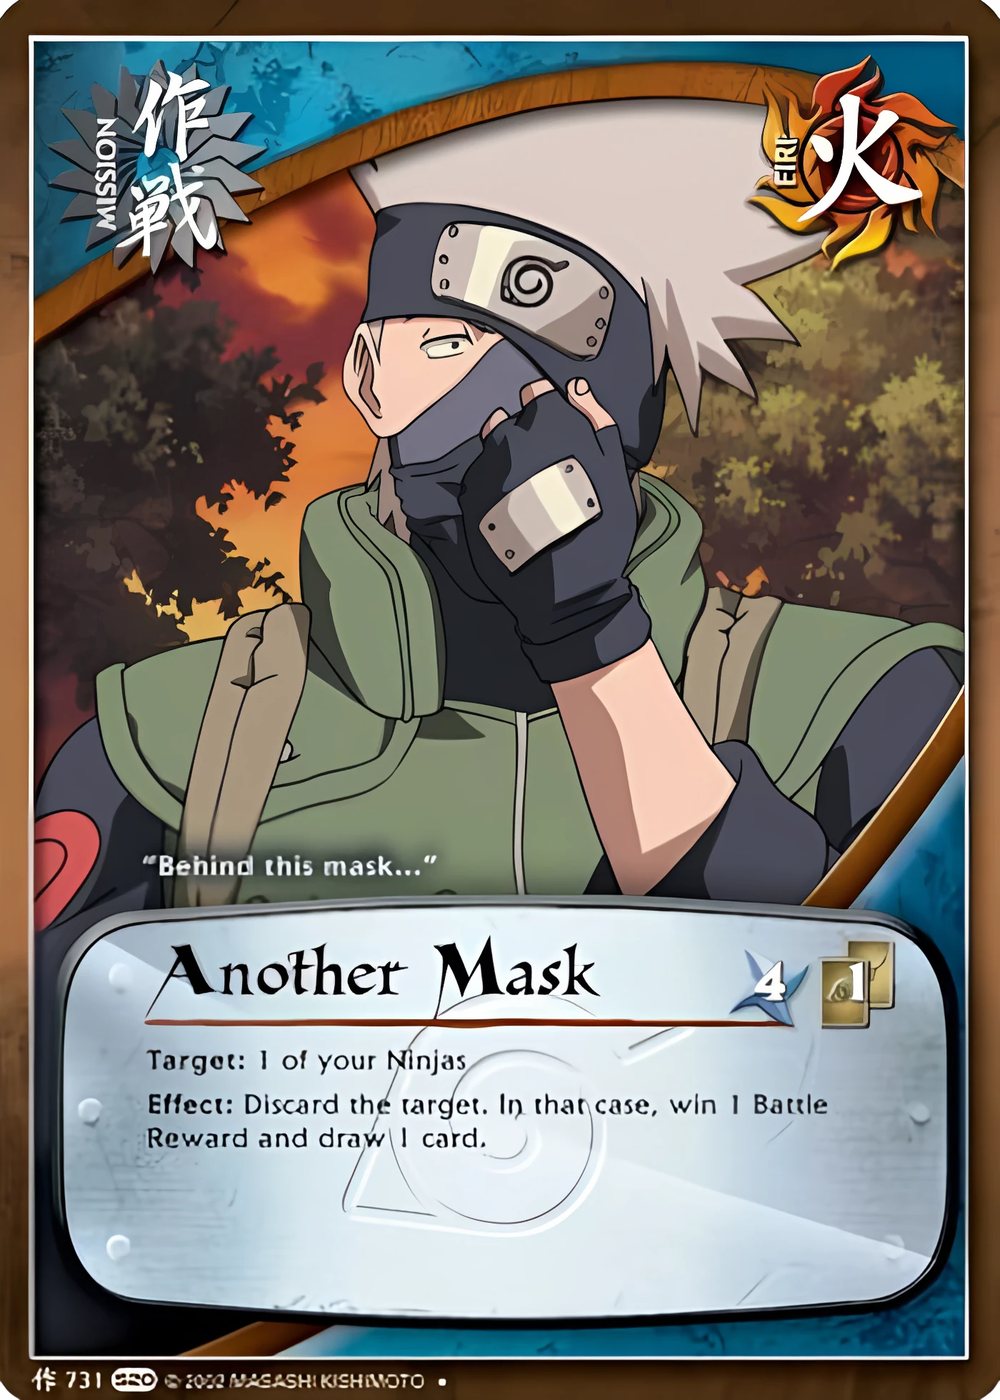 作戦
MISSION
火
"Behind this mask..."
Another Mask
4
1
Target: 1 of your Ninjas
Effect: Discard the target. In that case, win 1 Battle
Reward and draw 1 card.
作 731
© 2002 MASASHI KISHIMOTO